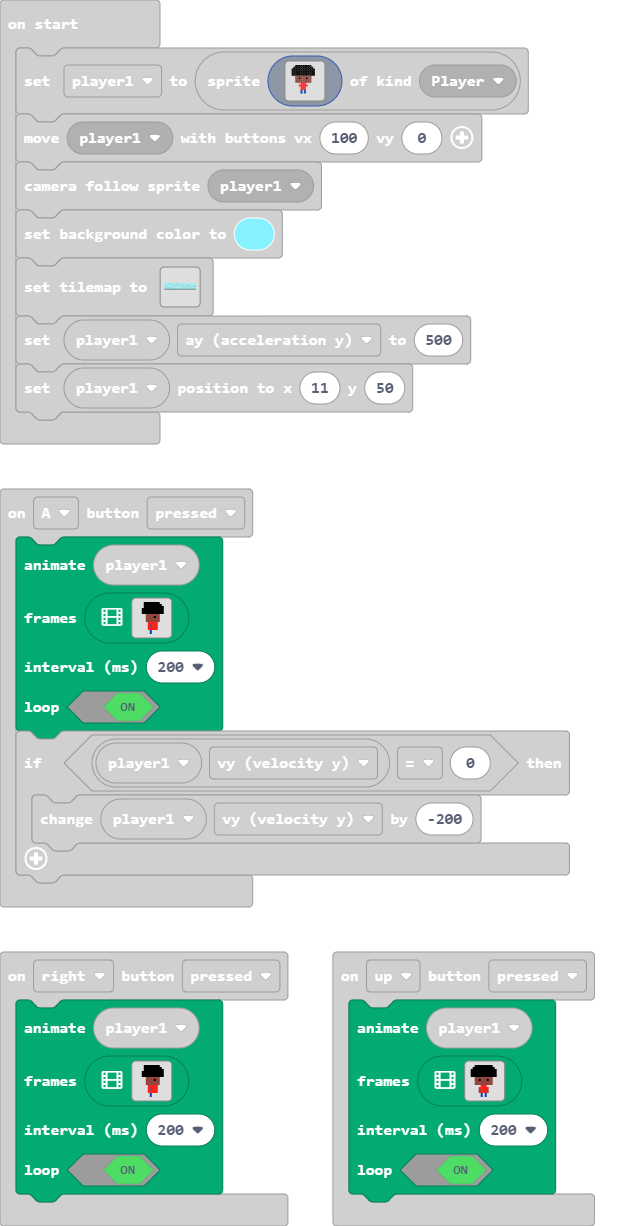 on start
set player1 to sprite of kind Player
move player1 with buttons vx 100 vy 0
camera follow sprite player1
set background color to
set tilemap to
set player1 ay (acceleration y) to 500
set player1 position to x 11 y 50
on A button pressed
animate player1
frames
interval (ms) 200
loop ON
if player1 vy (velocity y) = 0 then
change player1 vy (velocity y) by -200
on right button pressed
animate player1
frames
interval (ms) 200
loop ON
on up button pressed
animate player1
frames
interval (ms) 200
loop ON